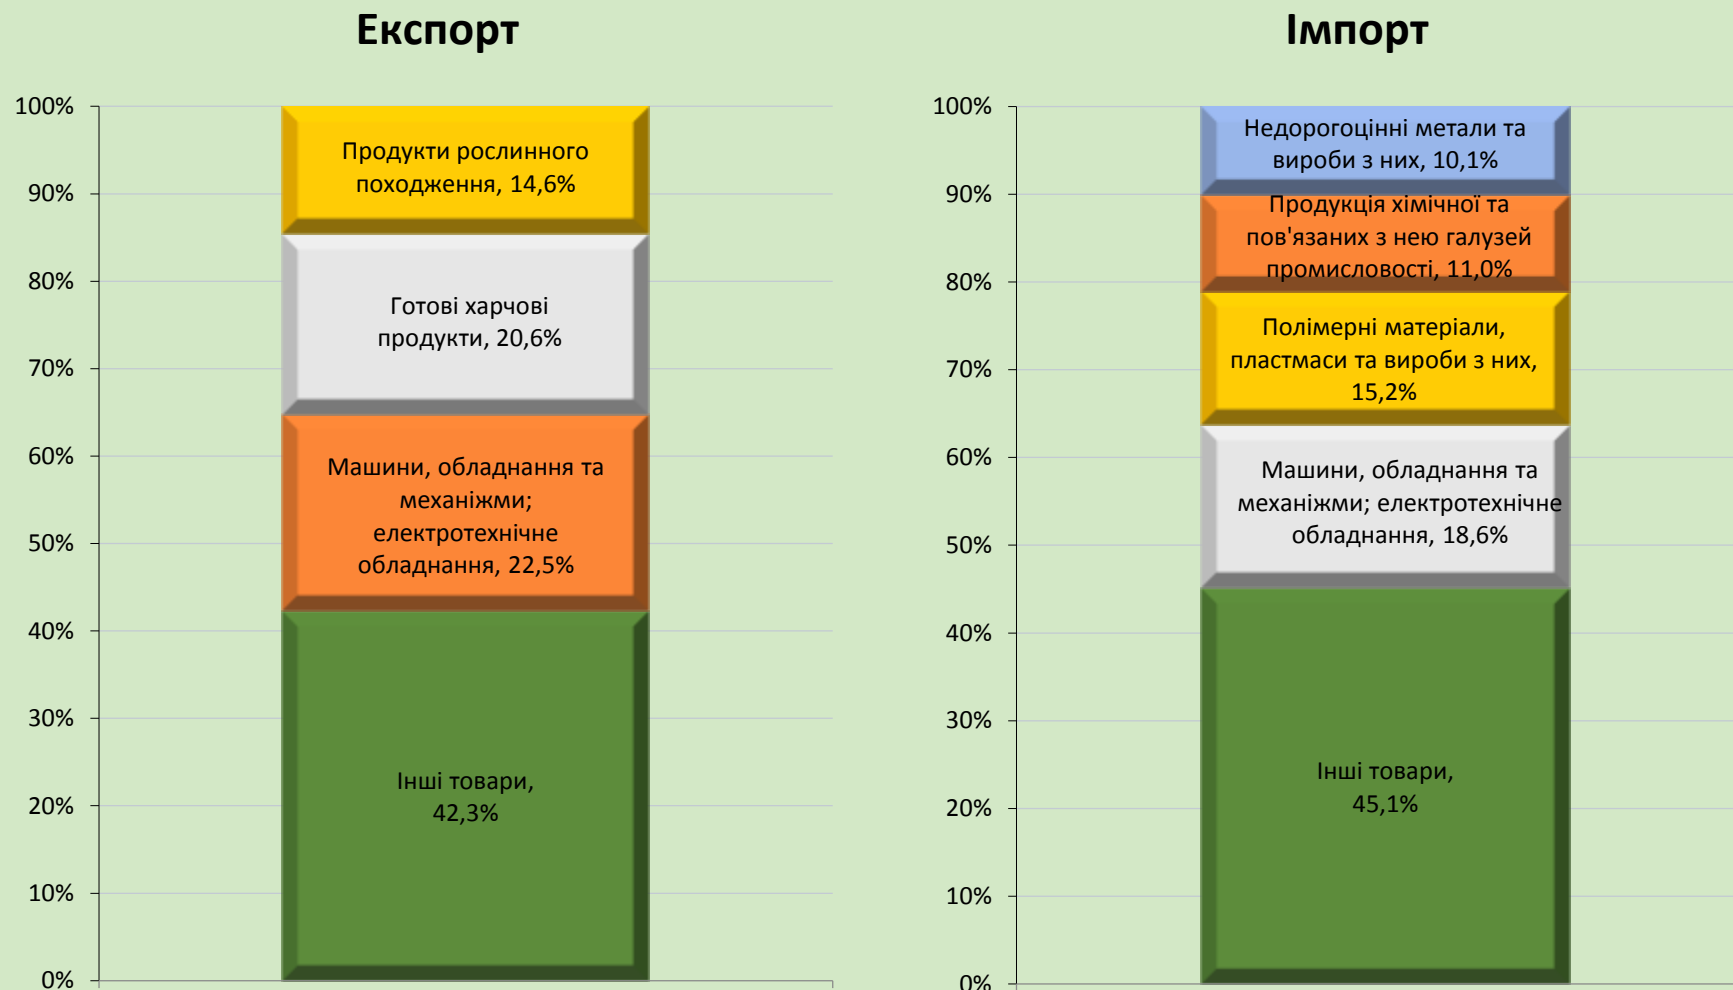 Експорт
100%
90%
80%
70%
60%
50%
40%
30%
20%
10%
0%
Продукти рослинного
походження, 14,6%
Готові харчові
продукти, 20,6%
Машини, обладнання та
механіжми;
електротехнічне
обладнання, 22,5%
Інші товари,
42,3%
Імпорт
100%
90%
80%
70%
60%
50%
40%
30%
20%
10%
0%
Недорогоцінні метали та
вироби з них, 10,1%
Продукція хімічної та
пов'язаних з нею галузей
промисловості, 11,0%
Полімерні матеріали,
пластмаси та вироби з них,
15,2%
Машини, обладнання та
механіжми; електротехнічне
обладнання, 18,6%
Інші товари,
45,1%